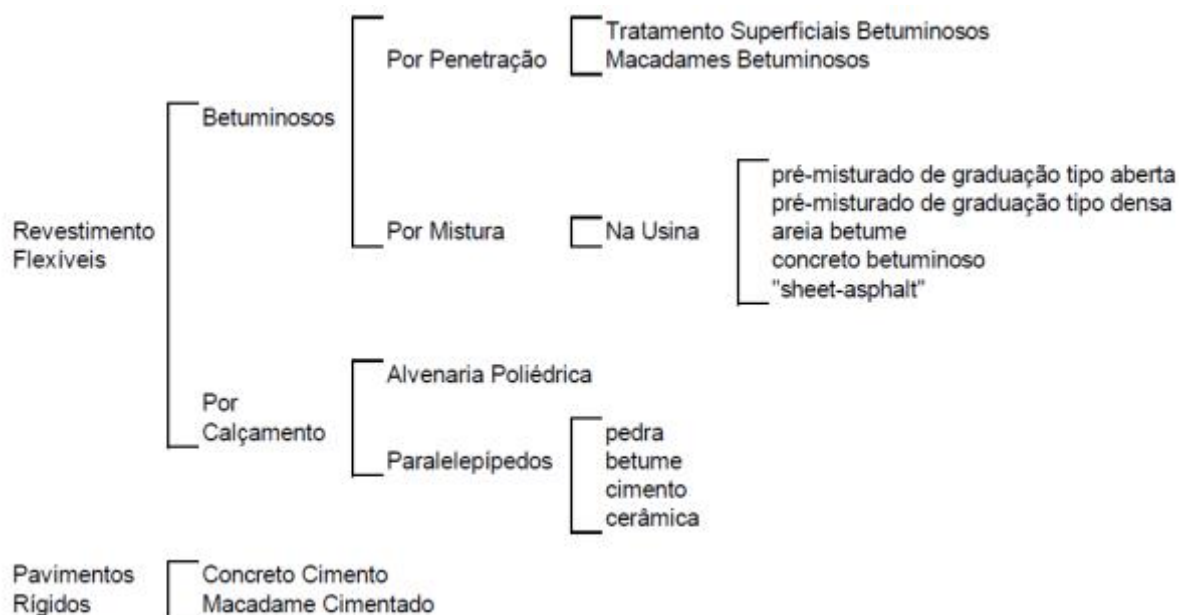 Revestimento
Flexíveis
Betuminosos
Por Penetração
Tratamento Superficiais Betuminosos
Macadames Betuminosos
Por Mistura
Na Usina
pré-misturado de graduação tipo aberta
pré-misturado de graduação tipo densa
areia betume
concreto betuminoso
"sheet-asphalt"
Por
Calçamento
Alvenaria Poliédrica
Paralelepípedos
pedra
betume
cimento
cerâmica
Pavimentos
Rígidos
Concreto Cimento
Macadame Cimentado